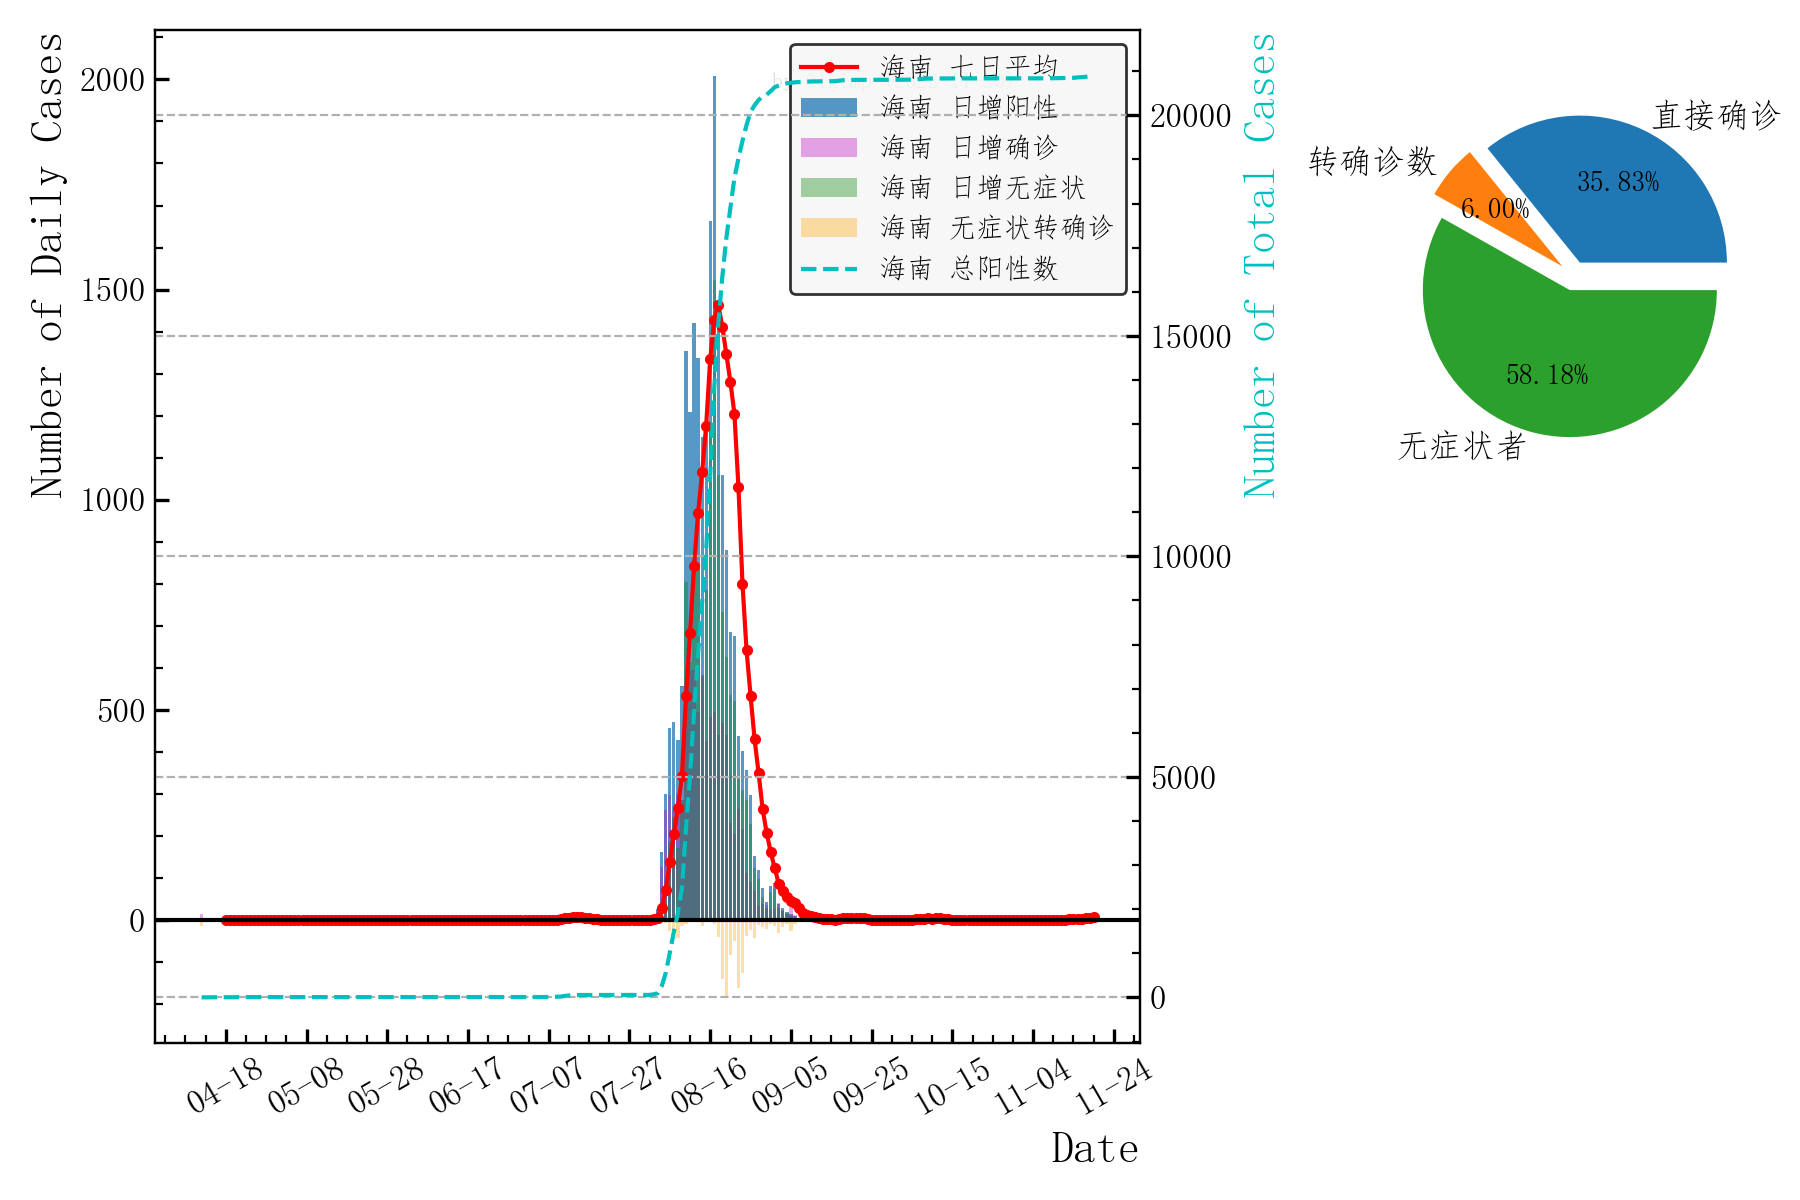 Number of Daily Cases
2000
1500
1000
500
0
海南 七日平均
海南 日增阳性
海南 日增确诊
海南 日增无症状
海南 无症状转确诊
海南 总阳性数
20000
15000
10000
5000
0
Number of Total Cases
04-18
05-08
05-28
06-17
07-07
07-27
08-16
09-05
09-25
10-15
11-04
11-24
Date
直接确诊
35.83%
转确诊数
6.00%
58.18%
无症状者